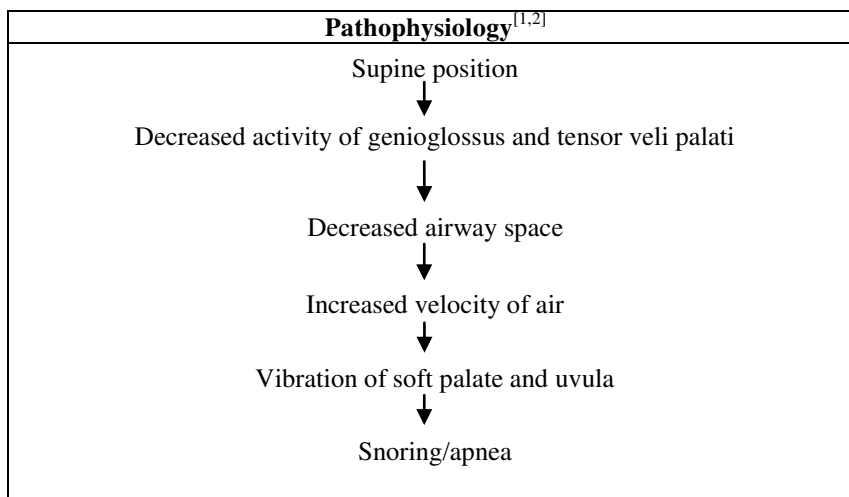 Pathophysiology[1,2]
Supine position
Decreased activity of genioglossus and tensor veli palati
Decreased airway space
Increased velocity of air
Vibration of soft palate and uvula
Snoring/apnea